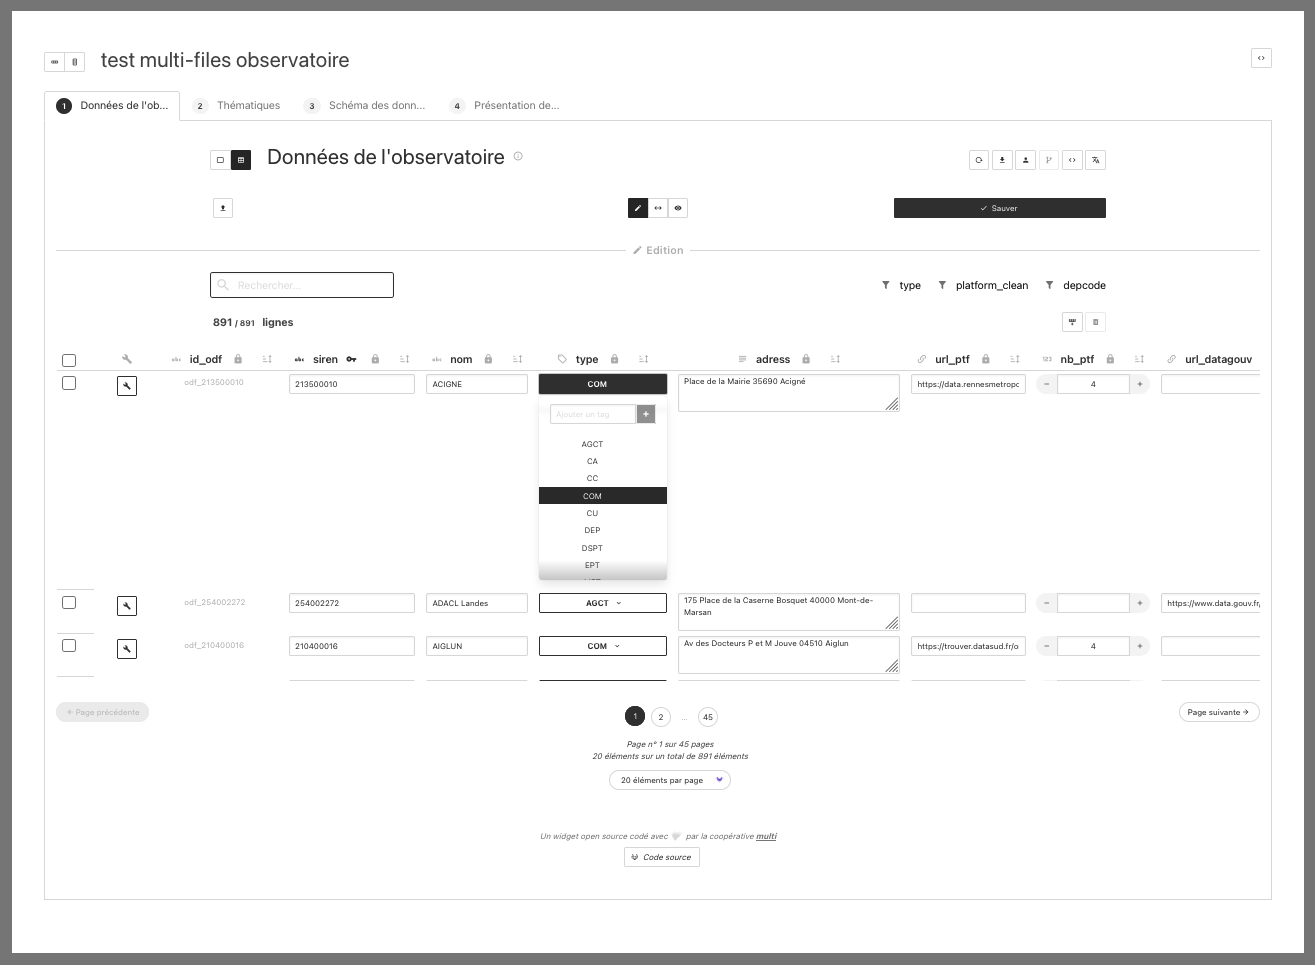 test multi-files observatoire
1 Données de l'ob... 2 Thématiques 3 Schéma des donn... 4 Présentation de...
Données de l'observatoire
Sauver
Edition
Rechercher...
type platform_clean depcode
891 / 891 lignes
id_odf abc siren nom type adress url_ptf 123 nb_ptf url_datagouv
odf_213500010 213500010 ACIGNE COM Place de la Mairie 35690 Acigné https://data.rennesmetropc − 4 +
Ajouter un tag +
AGCT
CA
CC
COM
CU
DEP
DSPT
EPT
odf_254002272 254002272 ADACL Landes AGCT 175 Place de la Caserne Bosquet 40000 Mont-de- − + https://www.data.gouv.fr/
Marsan
odf_210400016 210400016 AIGLUN COM Av des Docteurs P et M Jouve 04510 Aiglun https://trouver.datasud.fr/o − 4 +
← Page précédente 1 2 ... 45 Page suivante →
Page n° 1 sur 45 pages
20 éléments sur un total de 891 éléments
20 éléments par page
Un widget open source codé avec par la coopérative multi
Code source